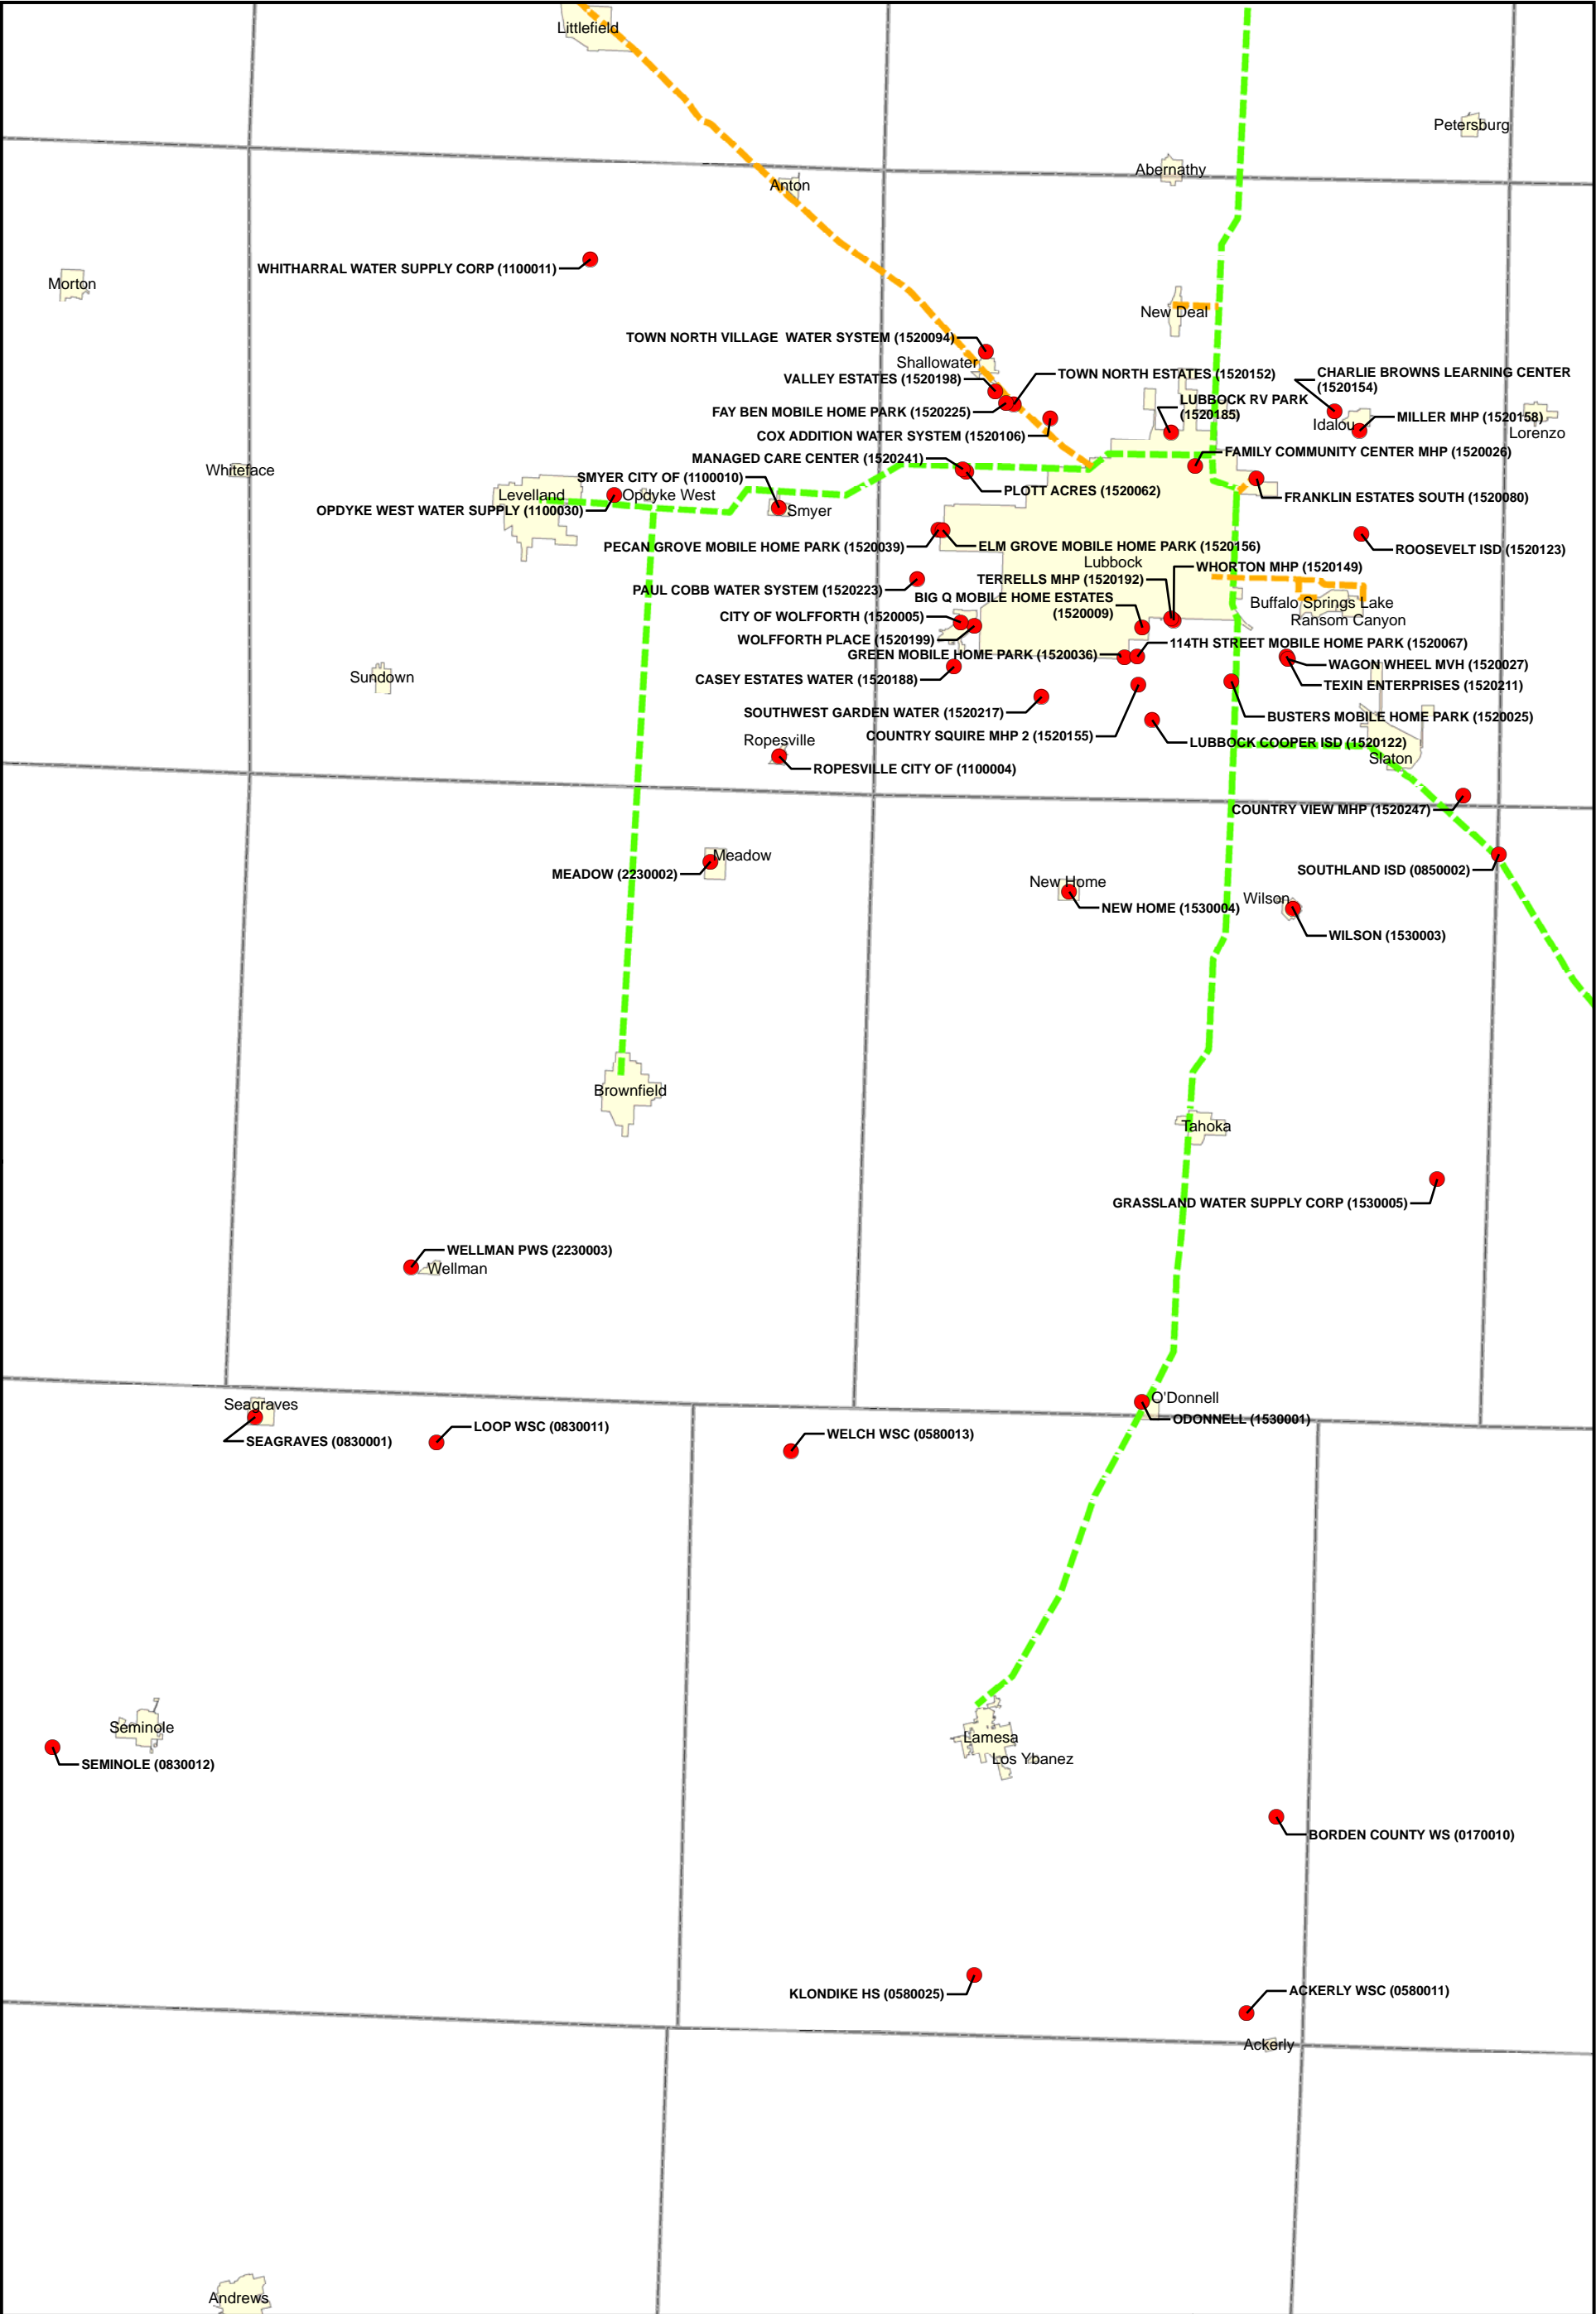 Littlefield
Petersburg
Abernathy
Anton
WHITHARRAL WATER SUPPLY CORP (1100011)
Morton
New Deal
TOWN NORTH VILLAGE  WATER SYSTEM (1520094)
Shallowater
VALLEY ESTATES (1520198)
TOWN NORTH ESTATES (1520152)
CHARLIE BROWNS LEARNING CENTER
(1520154)
LUBBOCK RV PARK
(1520185)
FAY BEN MOBILE HOME PARK (1520225)
MILLER MHP (1520158)
Idalou
Lorenzo
COX ADDITION WATER SYSTEM (1520106)
FAMILY COMMUNITY CENTER MHP (1520026)
MANAGED CARE CENTER (1520241)
Whiteface
SMYER CITY OF (1100010)
PLOTT ACRES (1520062)
Levelland
Opdyke West
FRANKLIN ESTATES SOUTH (1520080)
OPDYKE WEST WATER SUPPLY (1100030)
Smyer
PECAN GROVE MOBILE HOME PARK (1520039)
ELM GROVE MOBILE HOME PARK (1520156)
ROOSEVELT ISD (1520123)
Lubbock
WHORTON MHP (1520149)
TERRELLS MHP (1520192)
PAUL COBB WATER SYSTEM (1520223)
BIG Q MOBILE HOME ESTATES
(1520009)
Buffalo Springs Lake
CITY OF WOLFFORTH (1520005)
Ransom Canyon
WOLFFORTH PLACE (1520199)
114TH STREET MOBILE HOME PARK (1520067)
GREEN MOBILE HOME PARK (1520036)
WAGON WHEEL MVH (1520027)
Sundown
CASEY ESTATES WATER (1520188)
TEXIN ENTERPRISES (1520211)
SOUTHWEST GARDEN WATER (1520217)
BUSTERS MOBILE HOME PARK (1520025)
COUNTRY SQUIRE MHP 2 (1520155)
Ropesville
LUBBOCK COOPER ISD (1520122)
Slaton
ROPESVILLE CITY OF (1100004)
COUNTRY VIEW MHP (1520247)
Meadow
MEADOW (2230002)
SOUTHLAND ISD (0850002)
New Home
Wilson
NEW HOME (1530004)
WILSON (1530003)
Brownfield
Tahoka
GRASSLAND WATER SUPPLY CORP (1530005)
WELLMAN PWS (2230003)
Wellman
O'Donnell
Seagraves
ODONNELL (1530001)
LOOP WSC (0830011)
WELCH WSC (0580013)
SEAGRAVES (0830001)
Seminole
Lamesa
Los Ybanez
SEMINOLE (0830012)
BORDEN COUNTY WS (0170010)
ACKERLY WSC (0580011)
KLONDIKE HS (0580025)
Ackerly
Andrews